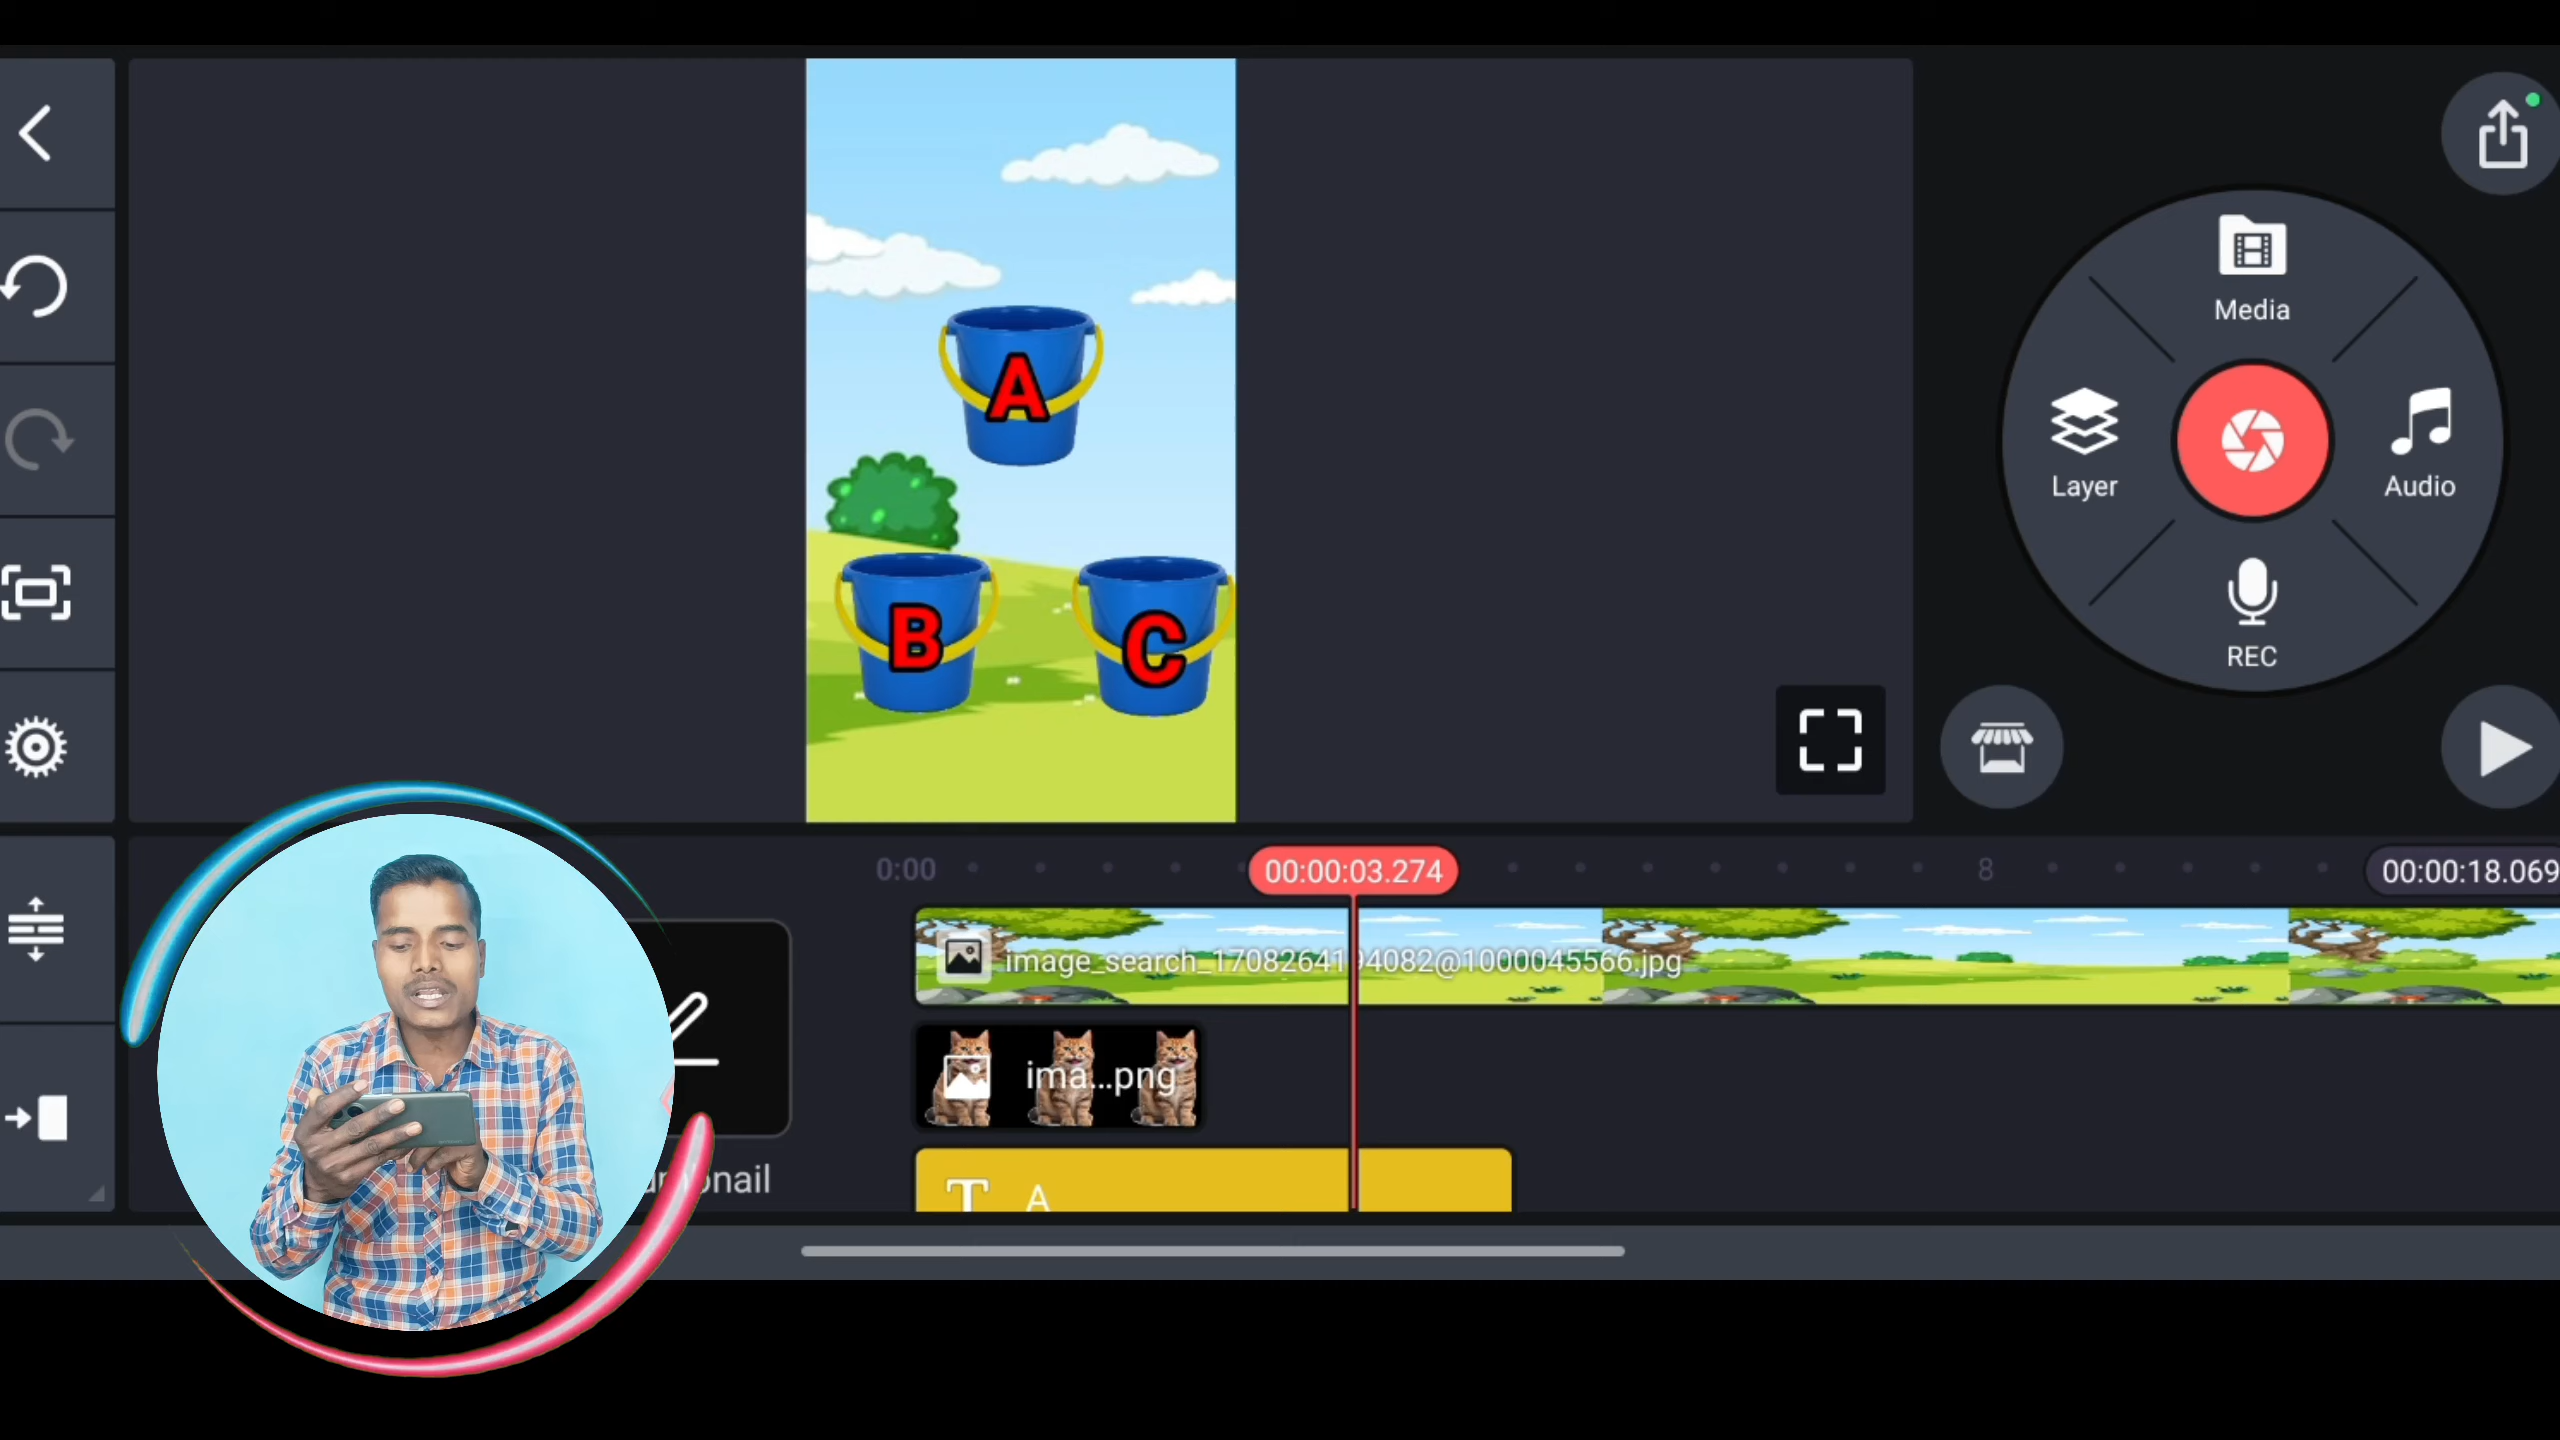 A
B
C
Media
Layer
Audio
REC
0:00
00:00:03.274
8
00:00:18.069
image_search_1708264194082@1000045566.jpg
ima...png
T A